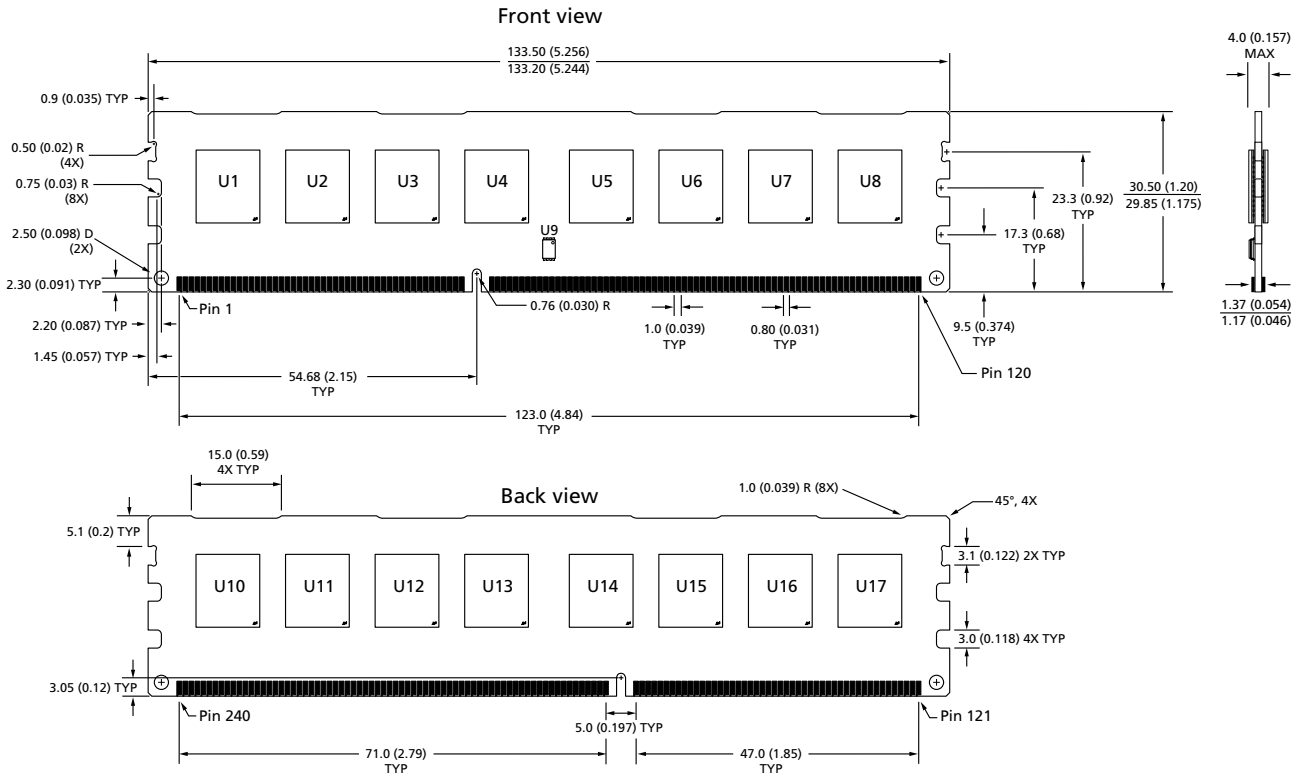 Front view
133.50 (5.256)
133.20 (5.244)
4.0 (0.157)
MAX
0.9 (0.035) TYP
0.50 (0.02) R
(4X)
0.75 (0.03) R
(8X)
2.50 (0.098) D
(2X)
2.30 (0.091) TYP
2.20 (0.087) TYP
1.45 (0.057) TYP
U1
U2
U3
U4
U5
U6
U7
U8
U9
23.3 (0.92)
TYP
30.50 (1.20)
29.85 (1.175)
17.3 (0.68)
TYP
Pin 1
0.76 (0.030) R
1.0 (0.039)
TYP
0.80 (0.031)
TYP
9.5 (0.374)
TYP
1.37 (0.054)
1.17 (0.046)
54.68 (2.15)
TYP
Pin 120
123.0 (4.84)
TYP
15.0 (0.59)
4X TYP
Back view
1.0 (0.039) R (8X)
45°, 4X
5.1 (0.2) TYP
3.1 (0.122) 2X TYP
U10
U11
U12
U13
U14
U15
U16
U17
3.0 (0.118) 4X TYP
3.05 (0.12) TYP
Pin 240
5.0 (0.197) TYP
Pin 121
71.0 (2.79)
TYP
47.0 (1.85)
TYP